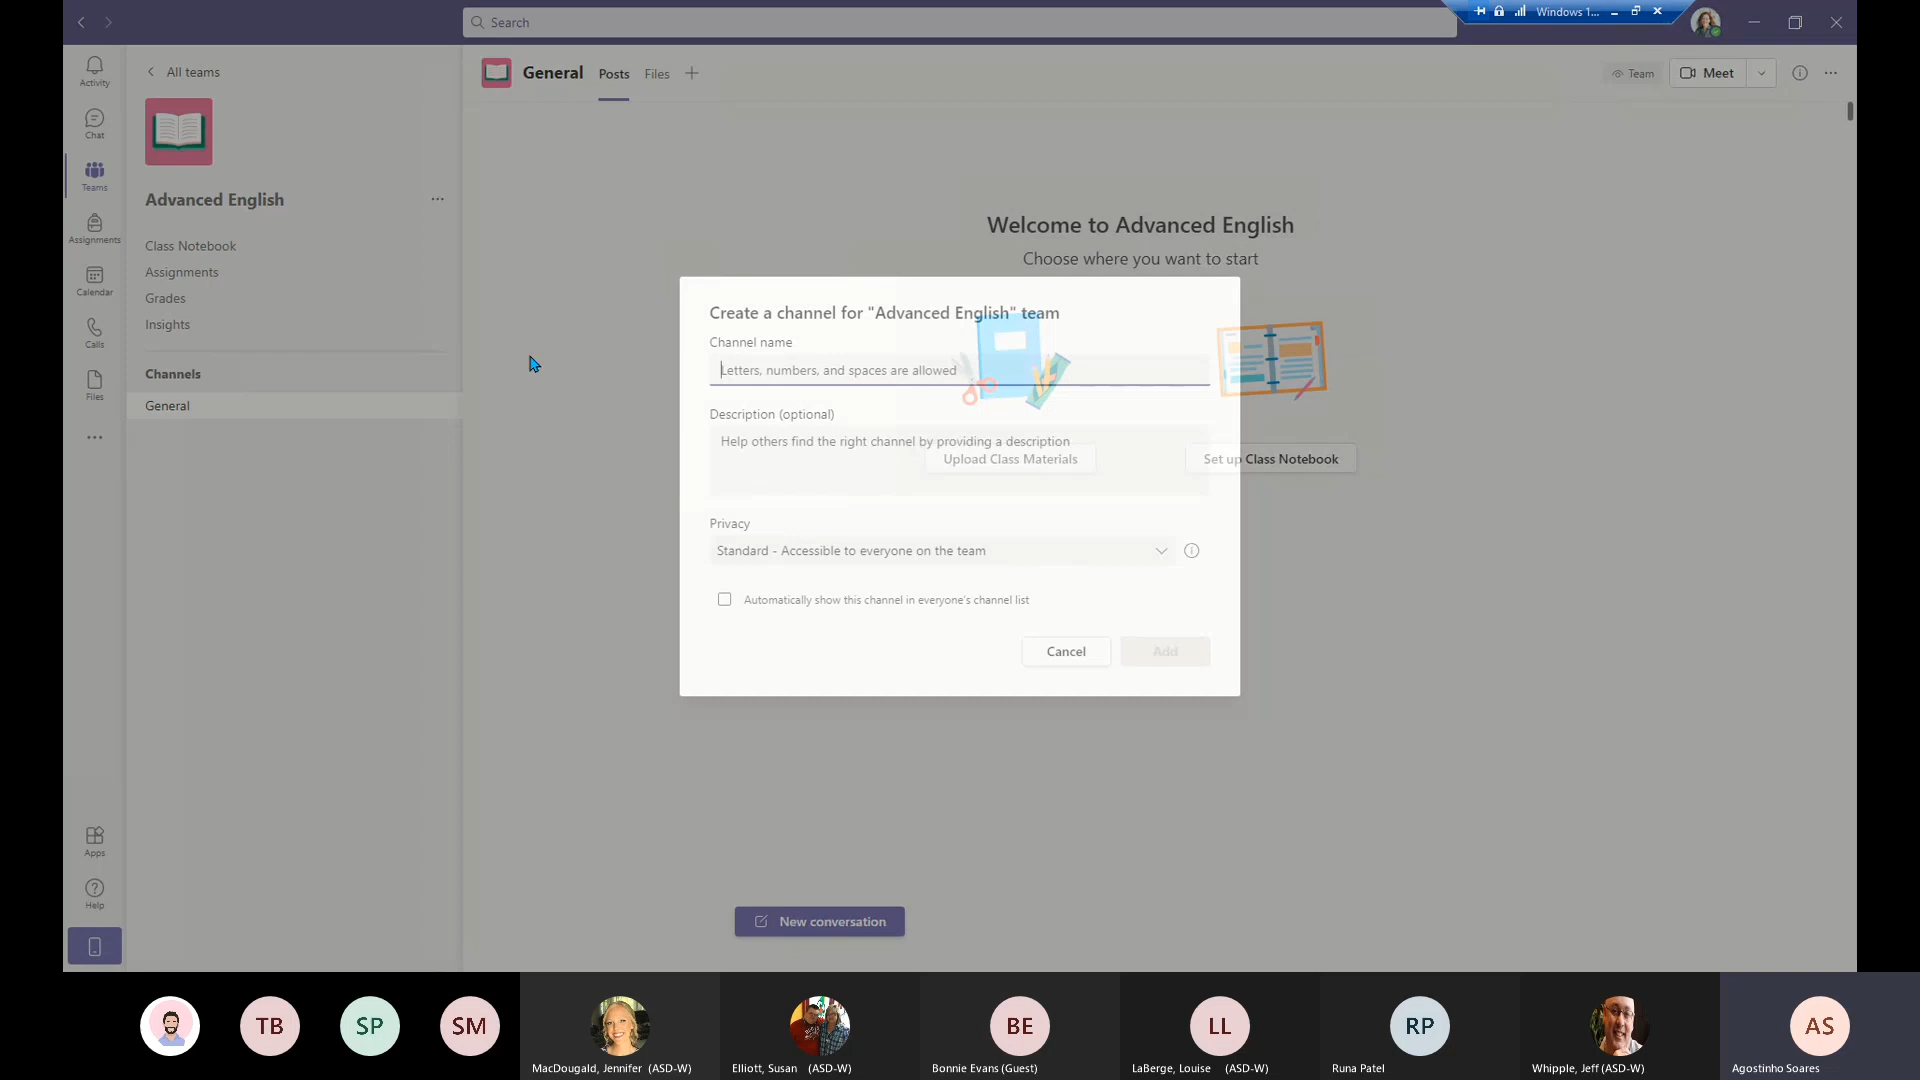 Search
Windows 1...
Activity
Chat
Teams
Assignments
Calendar
Calls
Files
Apps
Help
All teams
Advanced English
Class Notebook
Assignments
Grades
Insights
Channels
General
General
Posts
Files
Team
Meet
Welcome to Advanced English
Choose where you want to start
Create a channel for "Advanced English" team
Channel name
Letters, numbers, and spaces are allowed
Description (optional)
Help others find the right channel by providing a description
Upload Class Materials
Set up Class Notebook
Privacy
Standard - Accessible to everyone on the team
Automatically show this channel in everyone's channel list
Cancel
Add
New conversation
TB
SP
SM
BE
LL
RP
AS
MacDougald, Jennifer (ASD-W)
Elliott, Susan (ASD-W)
Bonnie Evans (Guest)
LaBerge, Louise (ASD-W)
Runa Patel
Whipple, Jeff (ASD-W)
Agostinho Soares